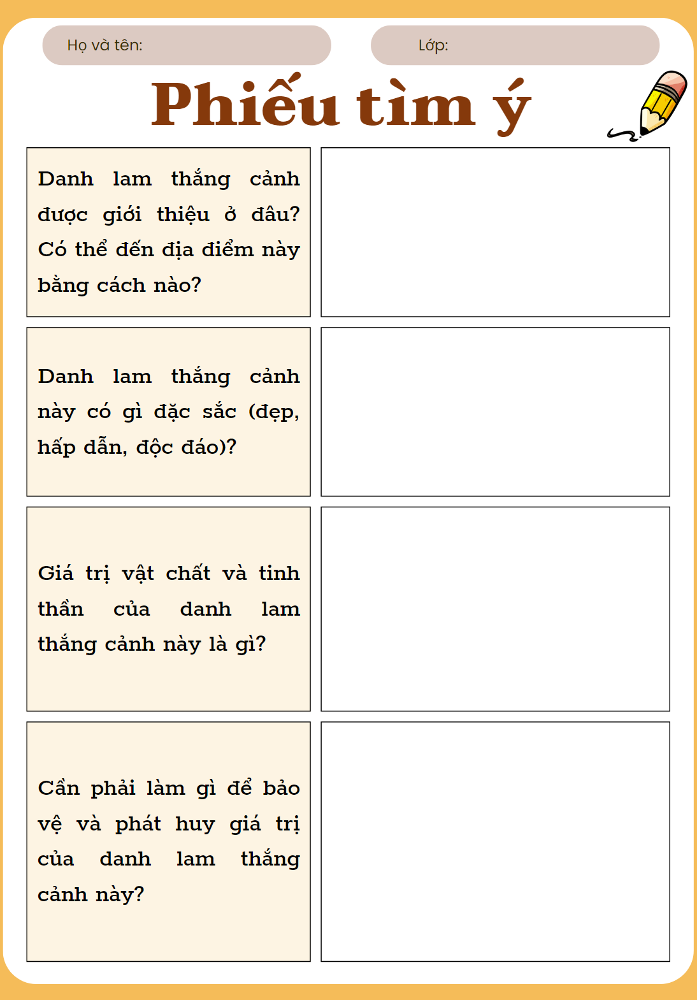 Họ và tên:
Lớp:
Phiếu tìm ý
Danh lam thắng cảnh
được giới thiệu ở đâu?
Có thể đến địa điểm này
bằng cách nào?
Danh lam thắng cảnh
này có gì đặc sắc (đẹp,
hấp dẫn, độc đáo)?
Giá trị vật chất và tinh
thần của danh lam
thắng cảnh này là gì?
Cần phải làm gì để bảo
vệ và phát huy giá trị
của danh lam thắng
cảnh này?